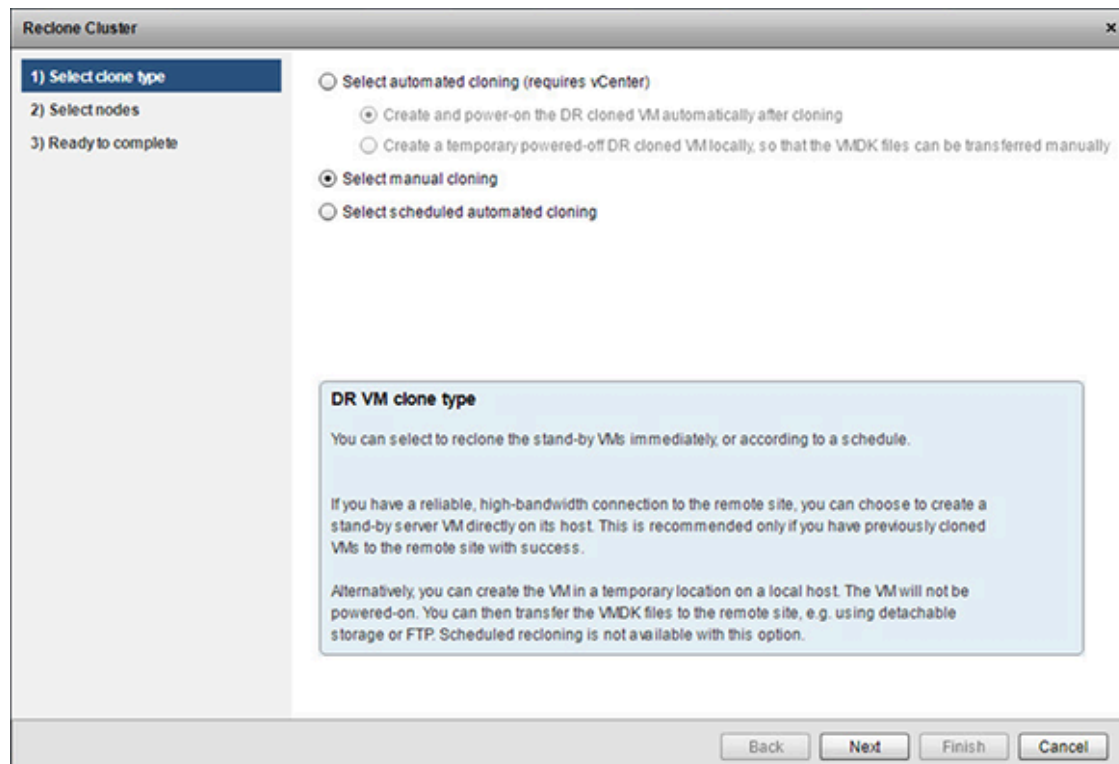 Reclone Cluster
x
1) Select clone type
2) Select nodes
3) Ready to complete
Select automated cloning (requires vCenter)
Create and power-on the DR cloned VM automatically after cloning
Create a temporary powered-off DR cloned VM locally, so that the VMDK files can be transferred manually
Select manual cloning
Select scheduled automated cloning
DR VM clone type
You can select to reclone the stand-by VMs immediately, or according to a schedule.
If you have a reliable, high-bandwidth connection to the remote site, you can choose to create a
stand-by server VM directly on its host. This is recommended only if you have previously cloned
VMs to the remote site with success.
Alternatively, you can create the VM in a temporary location on a local host. The VM will not be
powered-on. You can then transfer the VMDK files to the remote site, e.g. using detachable
storage or FTP. Scheduled recloning is not available with this option.
Back
Next
Finish
Cancel